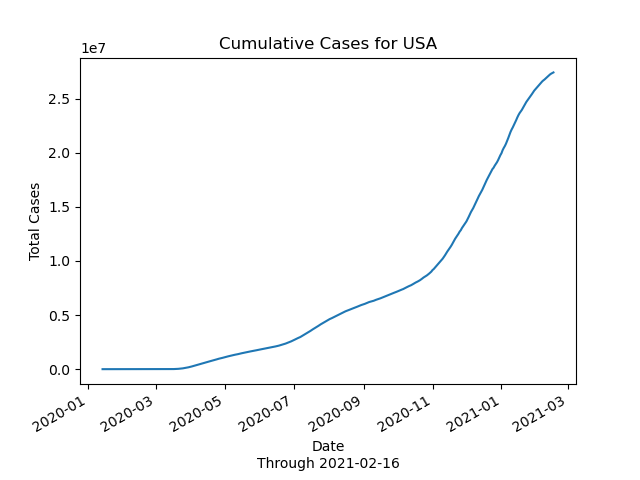 Cumulative Cases for USA
1e7
2.5
2.0
1.5
1.0
0.5
0.0
Total Cases
2020-01
2020-03
2020-05
2020-07
2020-09
2020-11
2021-01
2021-03
Date
Through 2021-02-16